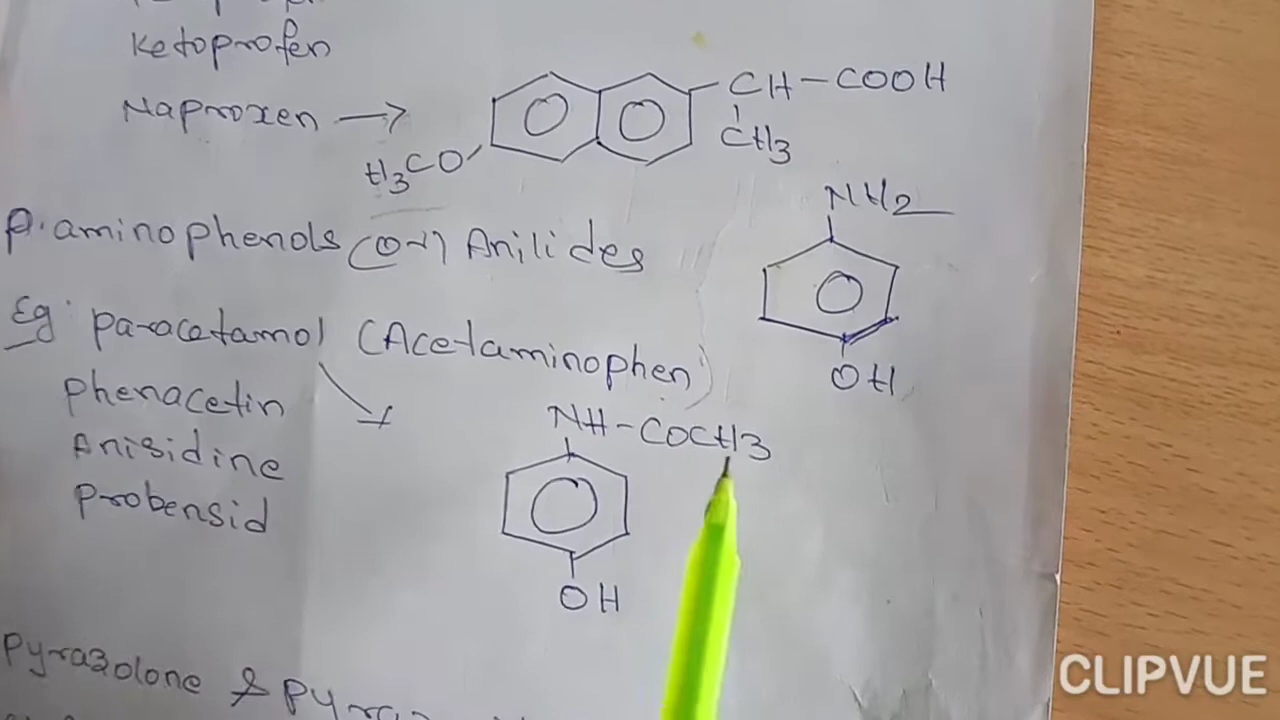 Ketoprofen
Naproxen →
CH-COOH
CH3
H3CO
NH2
OH
P.aminophenols (or) Anilides
Eg: paracetamol (Acetaminophen)
phenacetin
Anisidine
probensid
NH-COCH3
OH
pyrazolone &
CLIPVUE